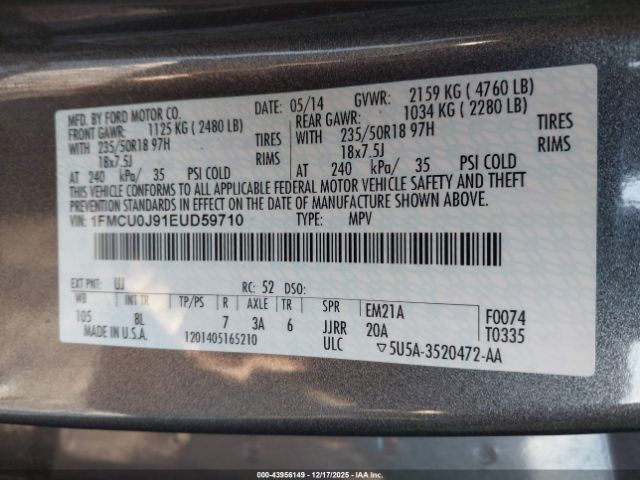 MFD. BY FORD MOTOR CO.
DATE: 05/14 GVWR: 2159 KG ( 4760 LB)
FRONT GAWR: 1125 KG ( 2480 LB) REAR GAWR: 1034 KG ( 2280 LB)
WITH 235/50R18 97H TIRES WITH 235/50R18 97H TIRES
18x7.5J RIMS 18x7.5J RIMS
AT 240 kPa/ 35 PSI COLD AT 240 kPa/ 35 PSI COLD
THIS VEHICLE CONFORMS TO ALL APPLICABLE FEDERAL MOTOR VEHICLE SAFETY AND THEFT
PREVENTION STANDARDS IN EFFECT ON THE DATE OF MANUFACTURE SHOWN ABOVE.
VIN: 1FMCU0J91EUD59710 TYPE: MPV
EXT PNT: UJ RC: 52 DSO:
WB INT TR TP/PS R AXLE TR SPR EM21A F0074
105 8L 7 3A 6 JJRR 20A T0335
MADE IN U.S.A. 1201405165210 ULC ▽5U5A-3520472-AA
000-43956149 - 12/17/2025 - IAA, Inc.